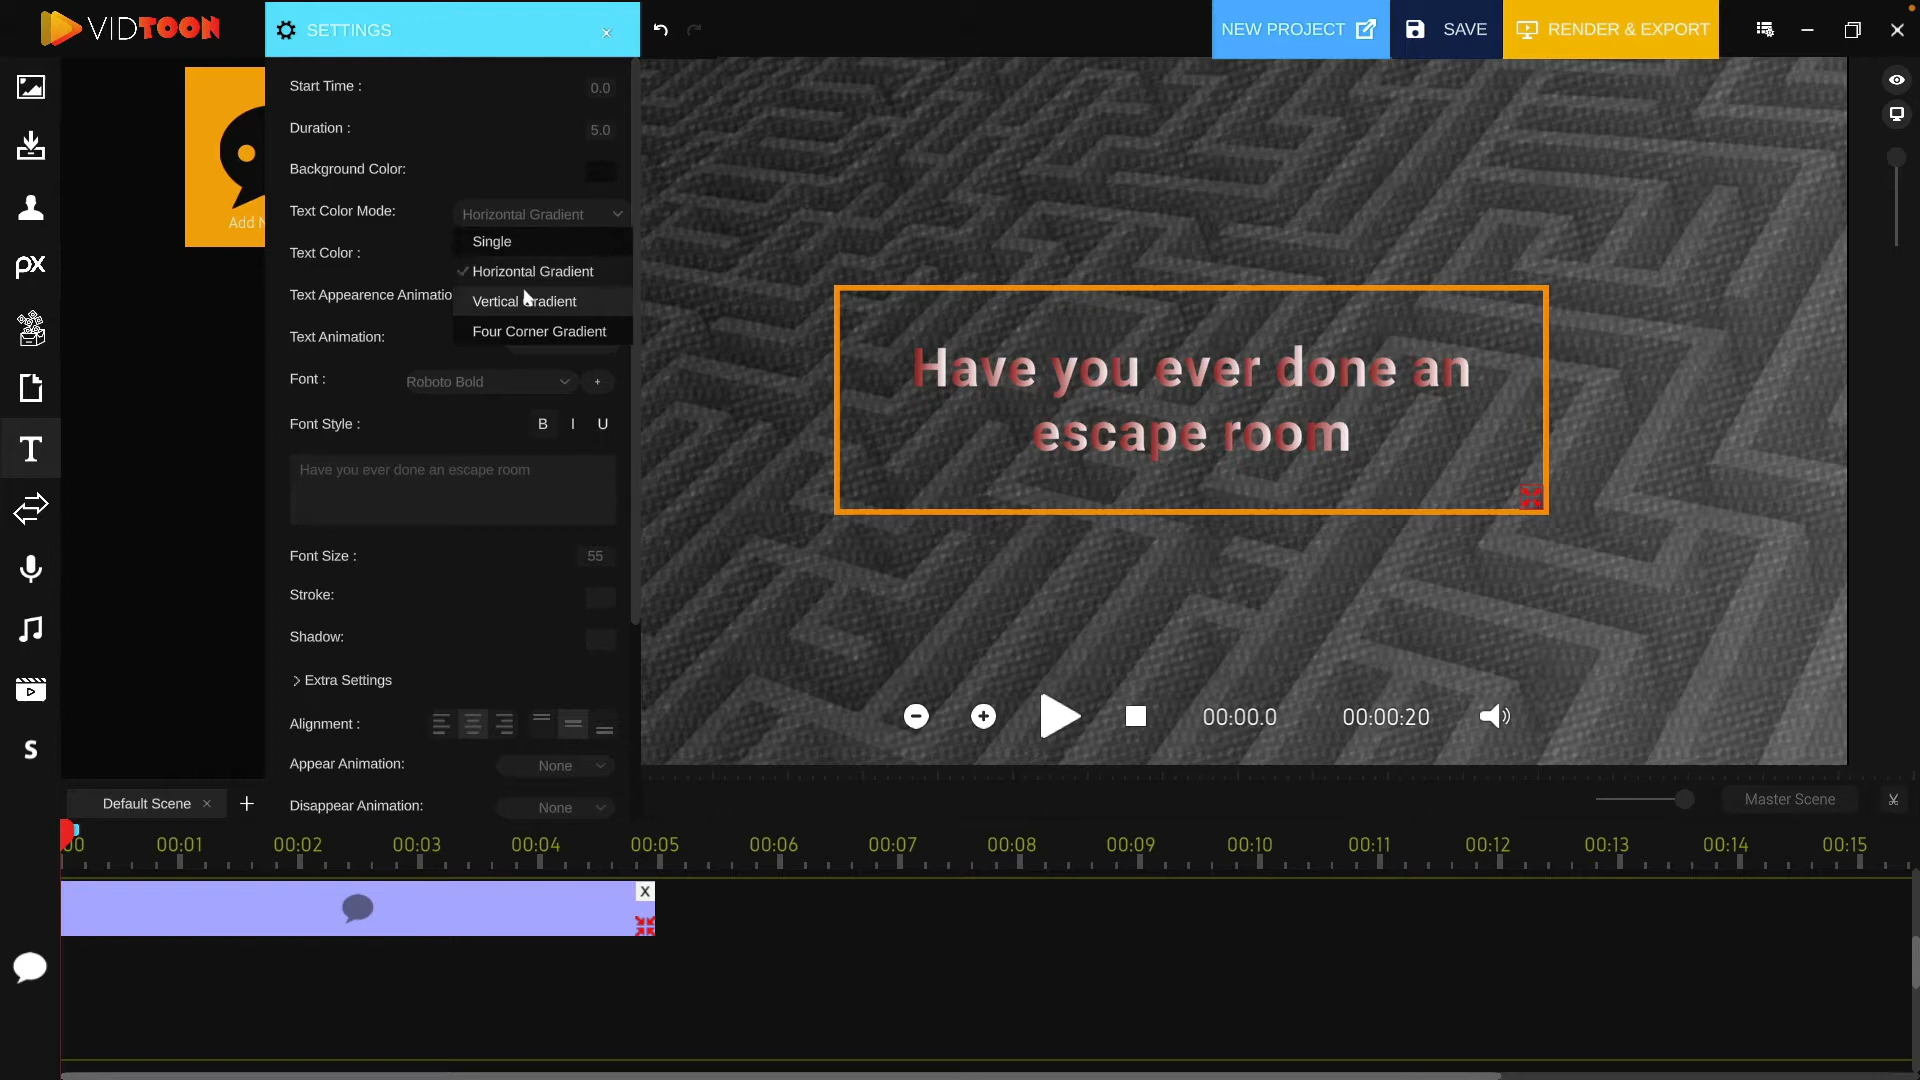 VIDTOON
SETTINGS
×
NEW PROJECT
SAVE
RENDER & EXPORT
Start Time :
0.0
Duration :
5.0
Background Color:
Text Color Mode:
Horizontal Gradient
Single
Text Color :
Horizontal Gradient
Text Appearence Animatio
Vertical Gradient
Four Corner Gradient
Text Animation:
Font :
Roboto Bold
+
Font Style :
B I U
Have you ever done an escape room
Font Size :
55
Stroke:
Shadow:
> Extra Settings
Alignment :
Appear Animation:
None
Disappear Animation:
None
px
T
S
Add N
Have you ever done an
escape room
00:00.0
00:00:20
Default Scene ×
+
Master Scene
00 00:01 00:02 00:03 00:04 00:05 00:06 00:07 00:08 00:09 00:10 00:11 00:12 00:13 00:14 00:15
X